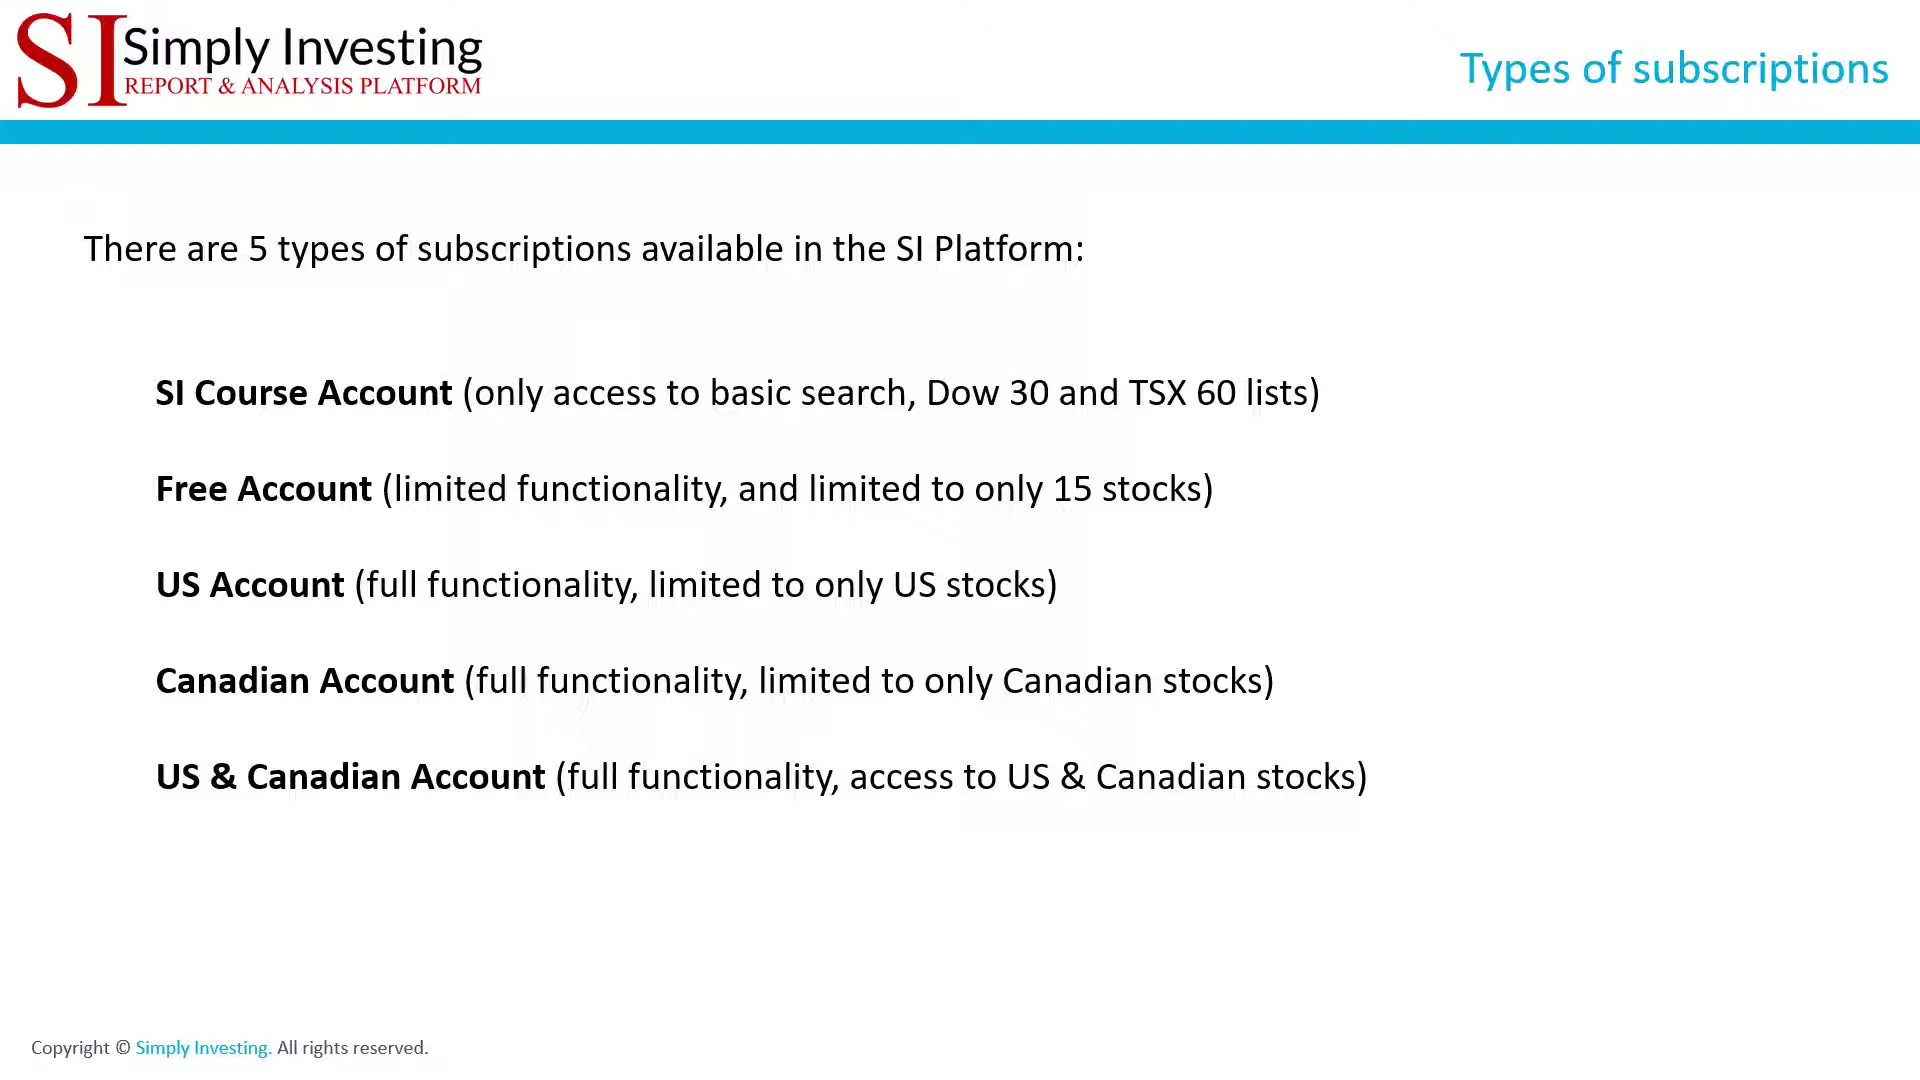 SI Simply Investing
REPORT & ANALYSIS PLATFORM
Types of subscriptions
There are 5 types of subscriptions available in the SI Platform:
SI Course Account (only access to basic search, Dow 30 and TSX 60 lists)
Free Account (limited functionality, and limited to only 15 stocks)
US Account (full functionality, limited to only US stocks)
Canadian Account (full functionality, limited to only Canadian stocks)
US & Canadian Account (full functionality, access to US & Canadian stocks)
Copyright © Simply Investing. All rights reserved.